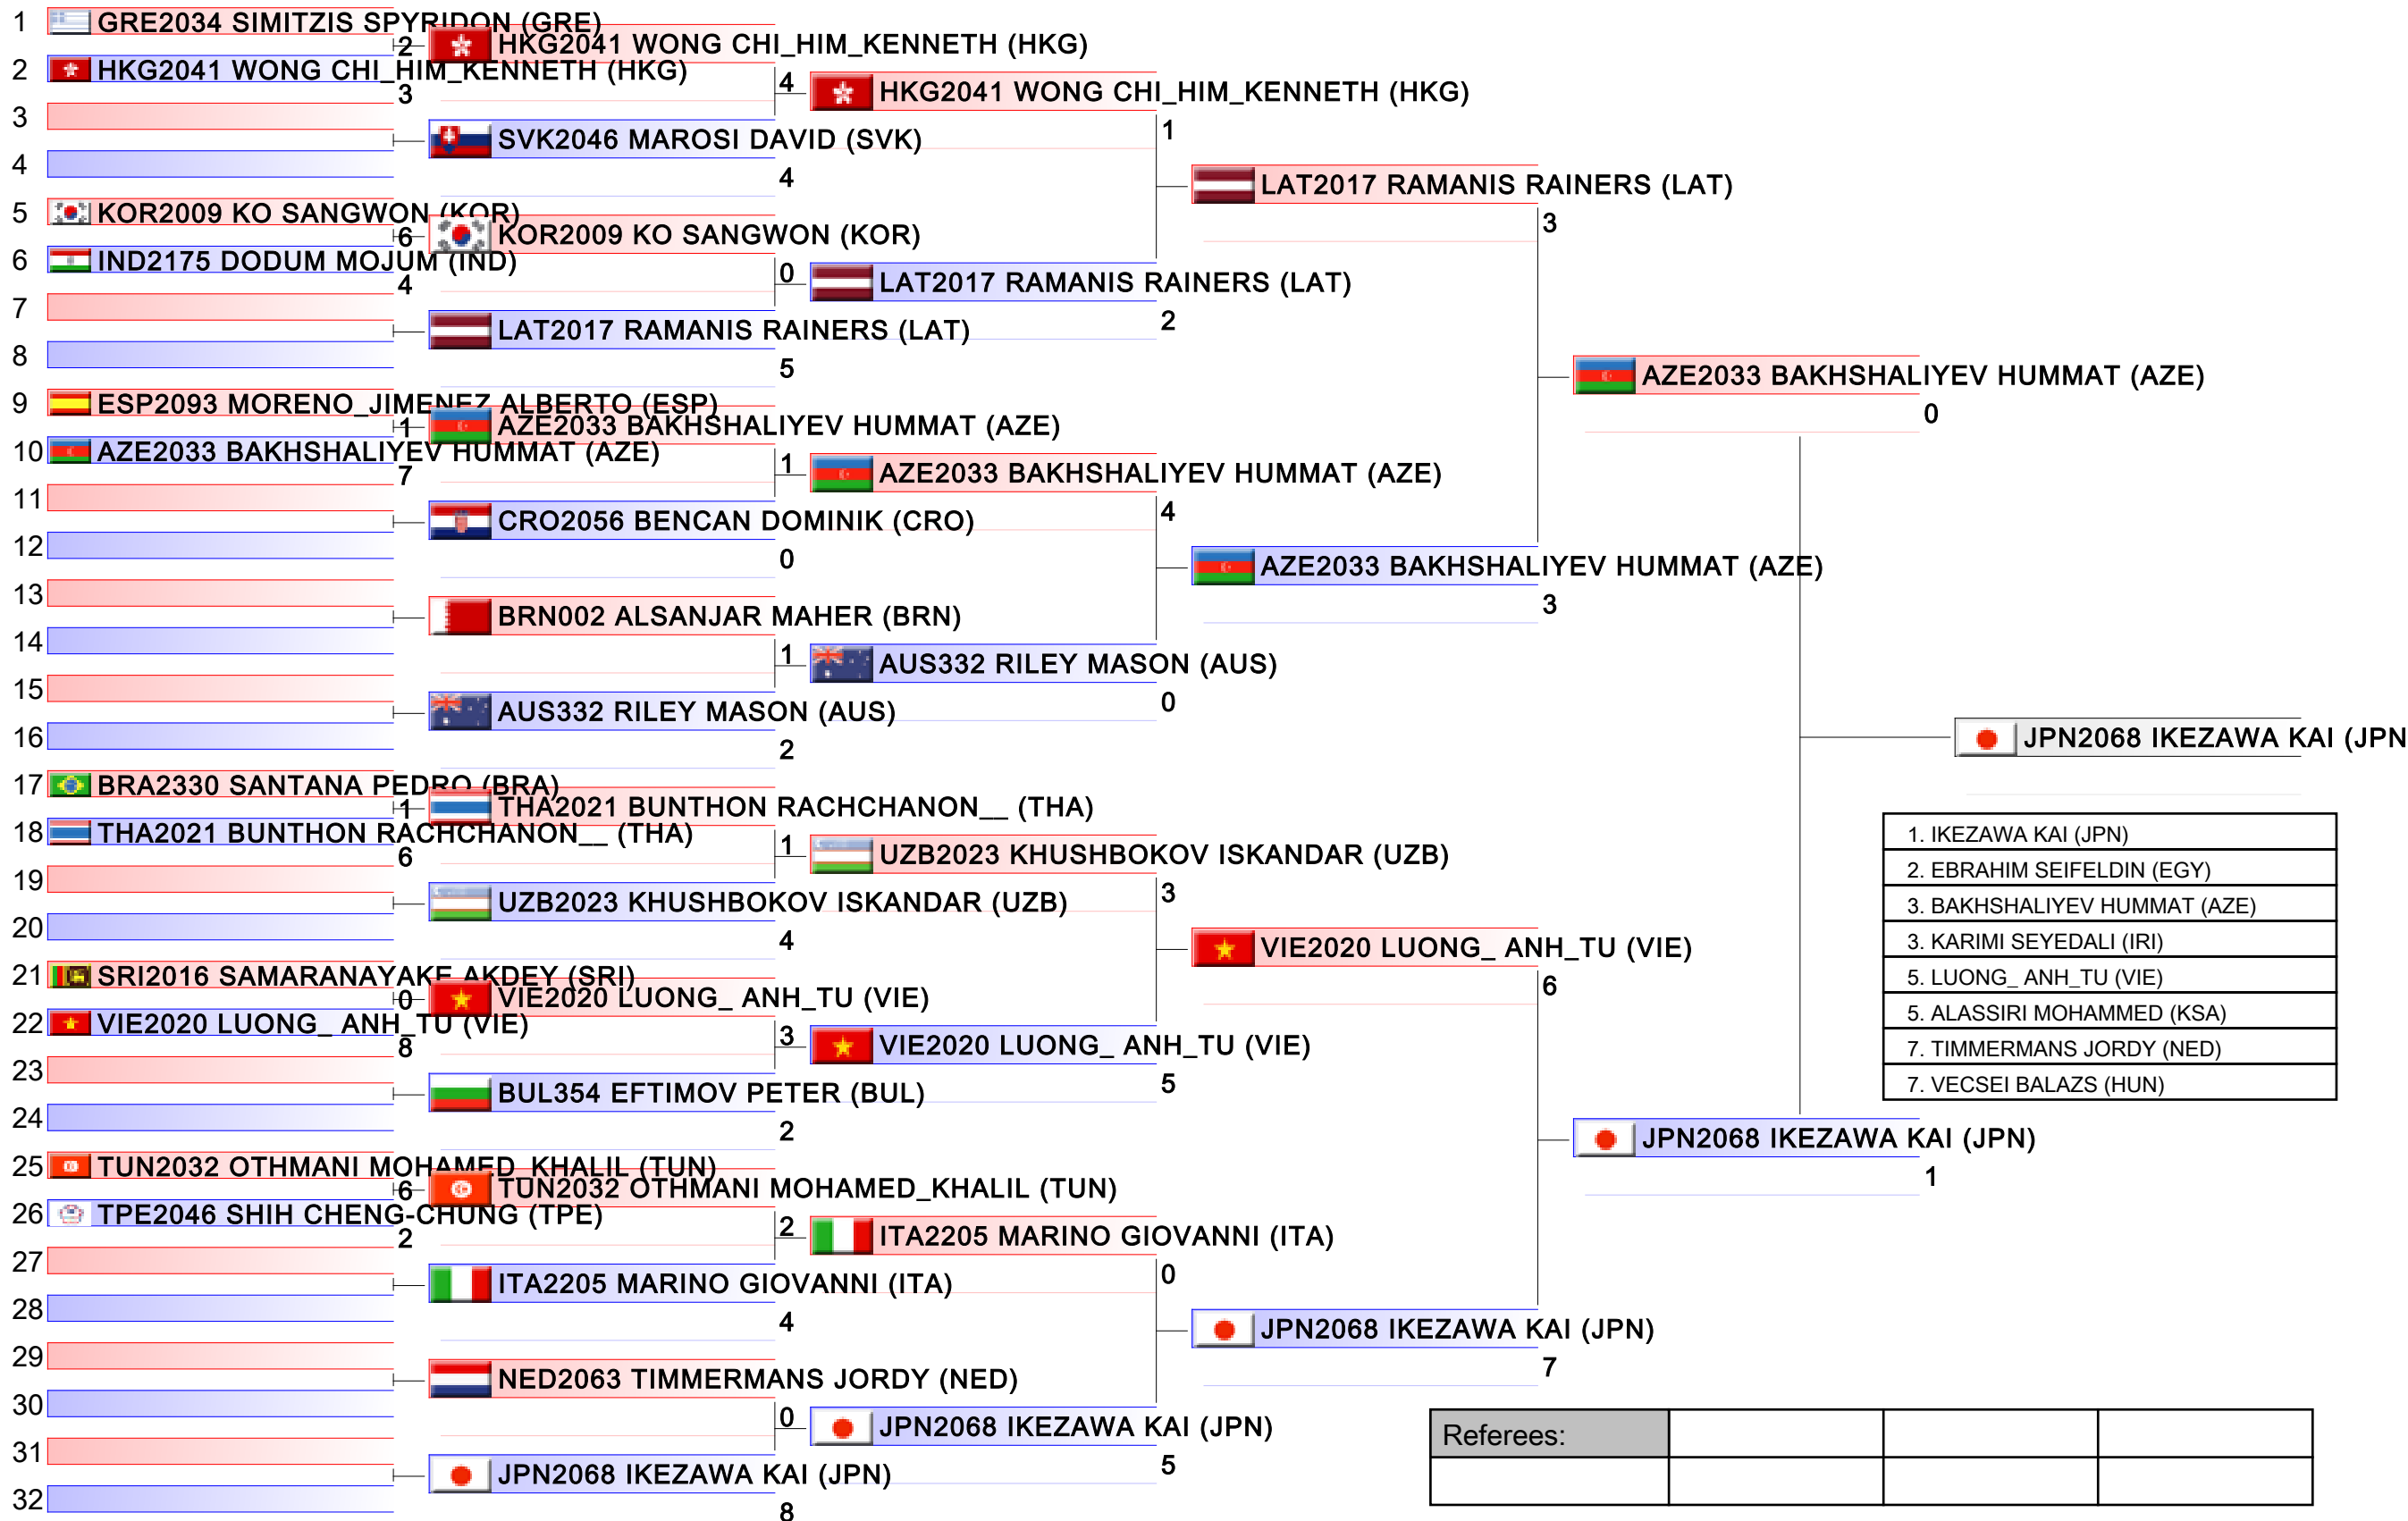 1 GRE2034 SIMITZIS SPYRIDON (GRE)
2
HKG2041 WONG CHI_HIM_KENNETH (HKG)
2 HKG2041 WONG CHI_HIM_KENNETH (HKG)
3
4
HKG2041 WONG CHI_HIM_KENNETH (HKG)
1
3
SVK2046 MAROSI DAVID (SVK)
4
4
LAT2017 RAMANIS RAINERS (LAT)
3
5 KOR2009 KO SANGWON (KOR)
6
KOR2009 KO SANGWON (KOR)
6 IND2175 DODUM MOJUM (IND)
4
0
LAT2017 RAMANIS RAINERS (LAT)
2
7
LAT2017 RAMANIS RAINERS (LAT)
8
5
AZE2033 BAKHSHALIYEV HUMMAT (AZE)
0
9 ESP2093 MORENO_JIMENEZ ALBERTO (ESP)
1
AZE2033 BAKHSHALIYEV HUMMAT (AZE)
10 AZE2033 BAKHSHALIYEV HUMMAT (AZE)
7
1
AZE2033 BAKHSHALIYEV HUMMAT (AZE)
4
11
CRO2056 BENCAN DOMINIK (CRO)
12
0
AZE2033 BAKHSHALIYEV HUMMAT (AZE)
3
13
BRN002 ALSANJAR MAHER (BRN)
14
1
AUS332 RILEY MASON (AUS)
0
15
AUS332 RILEY MASON (AUS)
16
2
JPN2068 IKEZAWA KAI (JPN
17 BRA2330 SANTANA PEDRO (BRA)
1
THA2021 BUNTHON RACHCHANON__ (THA)
18 THA2021 BUNTHON RACHCHANON__ (THA)
6
1
UZB2023 KHUSHBOKOV ISKANDAR (UZB)
3
19
UZB2023 KHUSHBOKOV ISKANDAR (UZB)
20
4
VIE2020 LUONG_ ANH_TU (VIE)
6
21 SRI2016 SAMARANAYAKE AKDEY (SRI)
0
VIE2020 LUONG_ ANH_TU (VIE)
22 VIE2020 LUONG_ ANH_TU (VIE)
8
3
VIE2020 LUONG_ ANH_TU (VIE)
5
23
BUL354 EFTIMOV PETER (BUL)
24
2
JPN2068 IKEZAWA KAI (JPN)
1
25 TUN2032 OTHMANI MOHAMED_KHALIL (TUN)
6
TUN2032 OTHMANI MOHAMED_KHALIL (TUN)
26 TPE2046 SHIH CHENG-CHUNG (TPE)
2
2
ITA2205 MARINO GIOVANNI (ITA)
0
27
ITA2205 MARINO GIOVANNI (ITA)
28
4
JPN2068 IKEZAWA KAI (JPN)
7
29
NED2063 TIMMERMANS JORDY (NED)
30
0
JPN2068 IKEZAWA KAI (JPN)
5
31
JPN2068 IKEZAWA KAI (JPN)
32
8
1. IKEZAWA KAI (JPN)
2. EBRAHIM SEIFELDIN (EGY)
3. BAKHSHALIYEV HUMMAT (AZE)
3. KARIMI SEYEDALI (IRI)
5. LUONG_ ANH_TU (VIE)
5. ALASSIRI MOHAMMED (KSA)
7. TIMMERMANS JORDY (NED)
7. VECSEI BALAZS (HUN)
Referees: